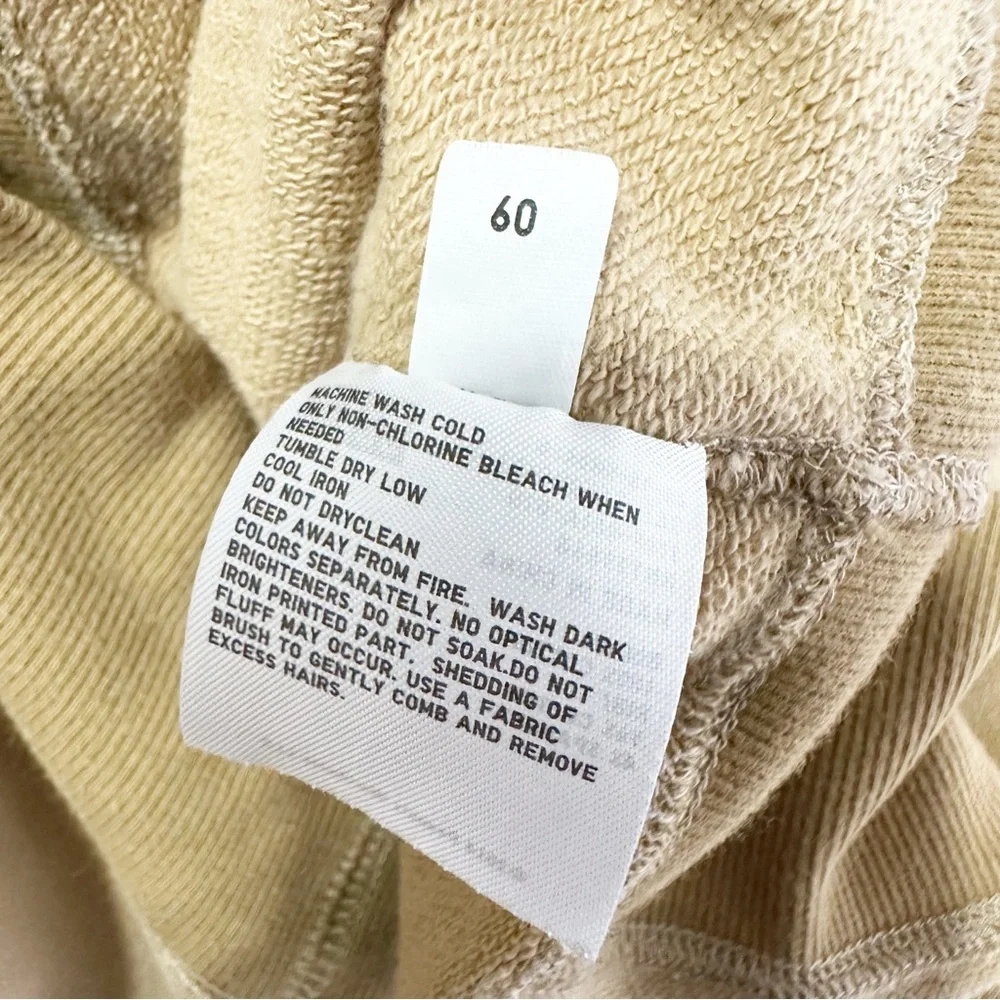 60
MACHINE WASH COLD
ONLY NON-CHLORINE BLEACH WHEN
NEEDED
TUMBLE DRY LOW
COOL IRON
DO NOT DRYCLEAN
KEEP AWAY FROM FIRE. WASH DARK
COLORS SEPARATELY. NO OPTICAL
BRIGHTENERS. DO NOT SOAK.DO NOT
IRON PRINTED PART. SHEDDING OF
FLUFF MAY OCCUR. USE A FABRIC
BRUSH TO GENTLY COMB AND REMOVE
EXCESS HAIRS.